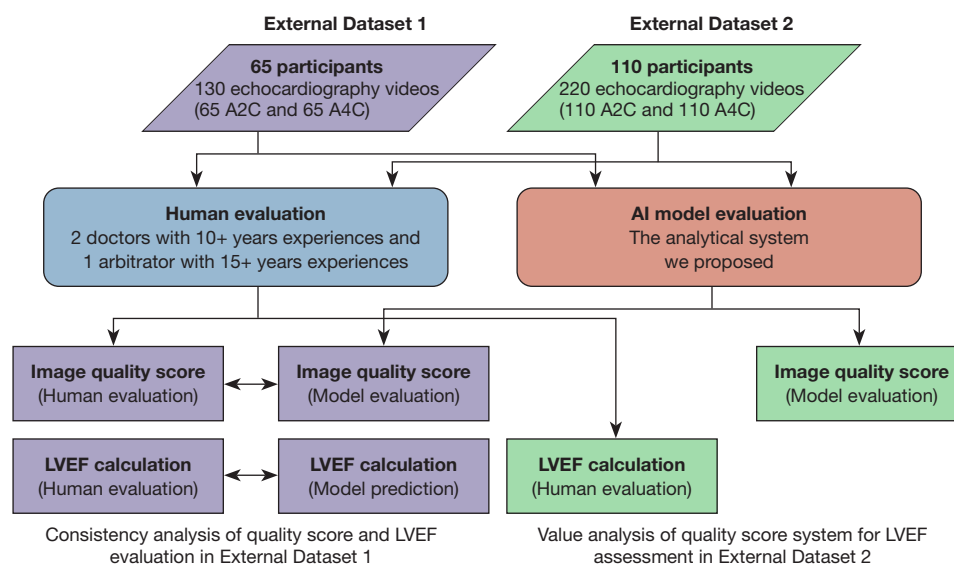 External Dataset 1
External Dataset 2
65 participants
130 echocardiography videos
(65 A2C and 65 A4C)
110 participants
220 echocardiography videos
(110 A2C and 110 A4C)
Human evaluation
2 doctors with 10+ years experiences and
1 arbitrator with 15+ years experiences
AI model evaluation
The analytical system
we proposed
Image quality score
(Human evaluation)
Image quality score
(Model evaluation)
Image quality score
(Model evaluation)
LVEF calculation
(Human evaluation)
LVEF calculation
(Model prediction)
LVEF calculation
(Human evaluation)
Consistency analysis of quality score and LVEF
evaluation in External Dataset 1
Value analysis of quality score system for LVEF
assessment in External Dataset 2